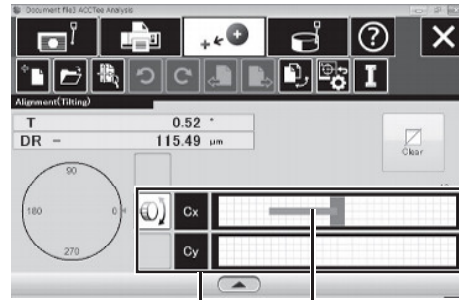 Document file3 ACCTee Analysis
Alignment(Tilting)
T 0.52 °
DR - 115.49 µm
Clear
90
180 0
270
Cx
Cy